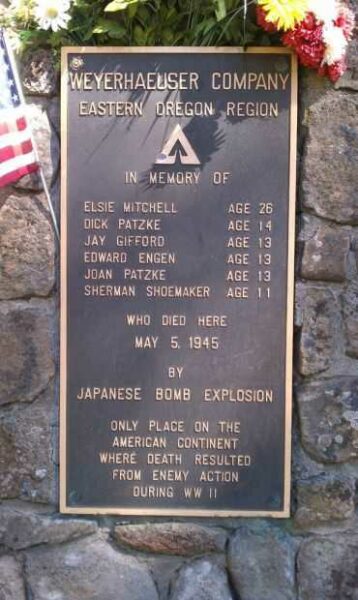 WEYERHAEUSER COMPANY
EASTERN OREGON REGION
IN MEMORY OF
ELSIE MITCHELL AGE 26
DICK PATZKE AGE 14
JAY GIFFORD AGE 13
EDWARD ENGEN AGE 13
JOAN PATZKE AGE 13
SHERMAN SHOEMAKER AGE 11
WHO DIED HERE
MAY 5, 1945
BY
JAPANESE BOMB EXPLOSION
ONLY PLACE ON THE
AMERICAN CONTINENT
WHERE DEATH RESULTED
FROM ENEMY ACTION
DURING WW II